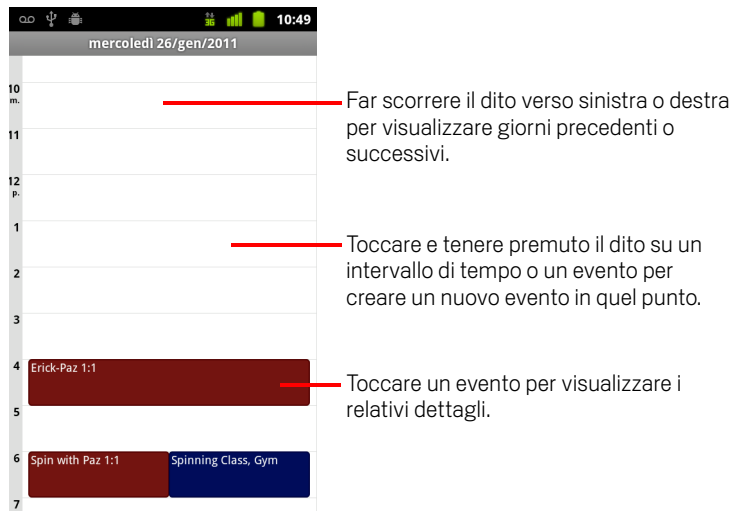 3G 10:49
mercoledì 26/gen/2011
10
m.
11
12
p.
1
2
3
4
Erick-Paz 1:1
5
6
Spin with Paz 1:1
Spinning Class, Gym
7
Far scorrere il dito verso sinistra o destra
per visualizzare giorni precedenti o
successivi.
Toccare e tenere premuto il dito su un
intervallo di tempo o un evento per
creare un nuovo evento in quel punto.
Toccare un evento per visualizzare i
relativi dettagli.